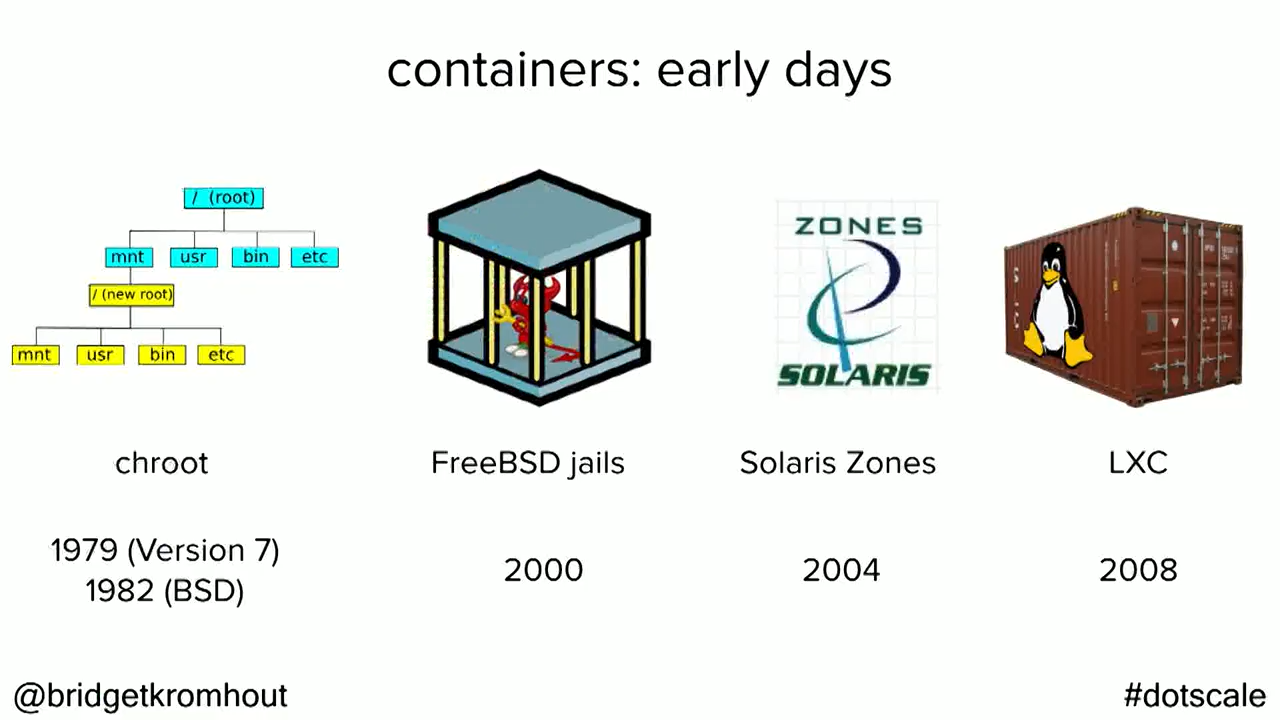 containers: early days
/ (root)
mnt usr bin etc
/ (new root)
mnt usr bin etc
ZONES
SOLARIS
chroot
FreeBSD jails
Solaris Zones
LXC
1979 (Version 7)
1982 (BSD)
2000
2004
2008
@bridgetkromhout
#dotscale